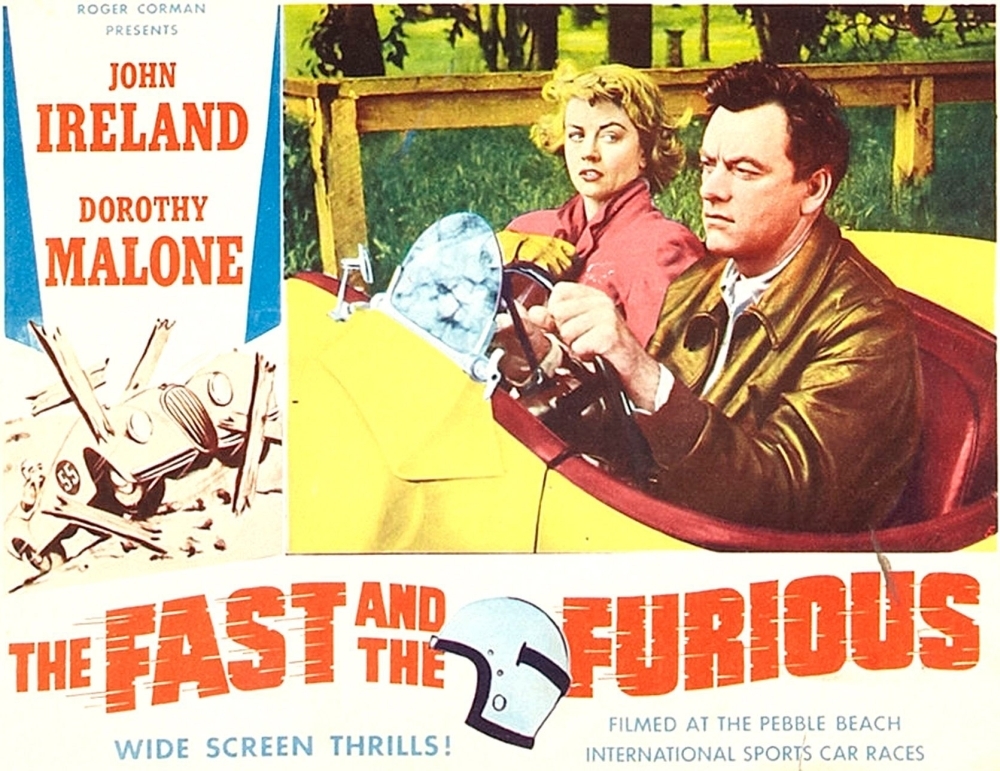 ROGER CORMAN
PRESENTS
JOHN
IRELAND
DOROTHY
MALONE
55
THE FAST AND THE FURIOUS
WIDE SCREEN THRILLS!
FILMED AT THE PEBBLE BEACH
INTERNATIONAL SPORTS CAR RACES